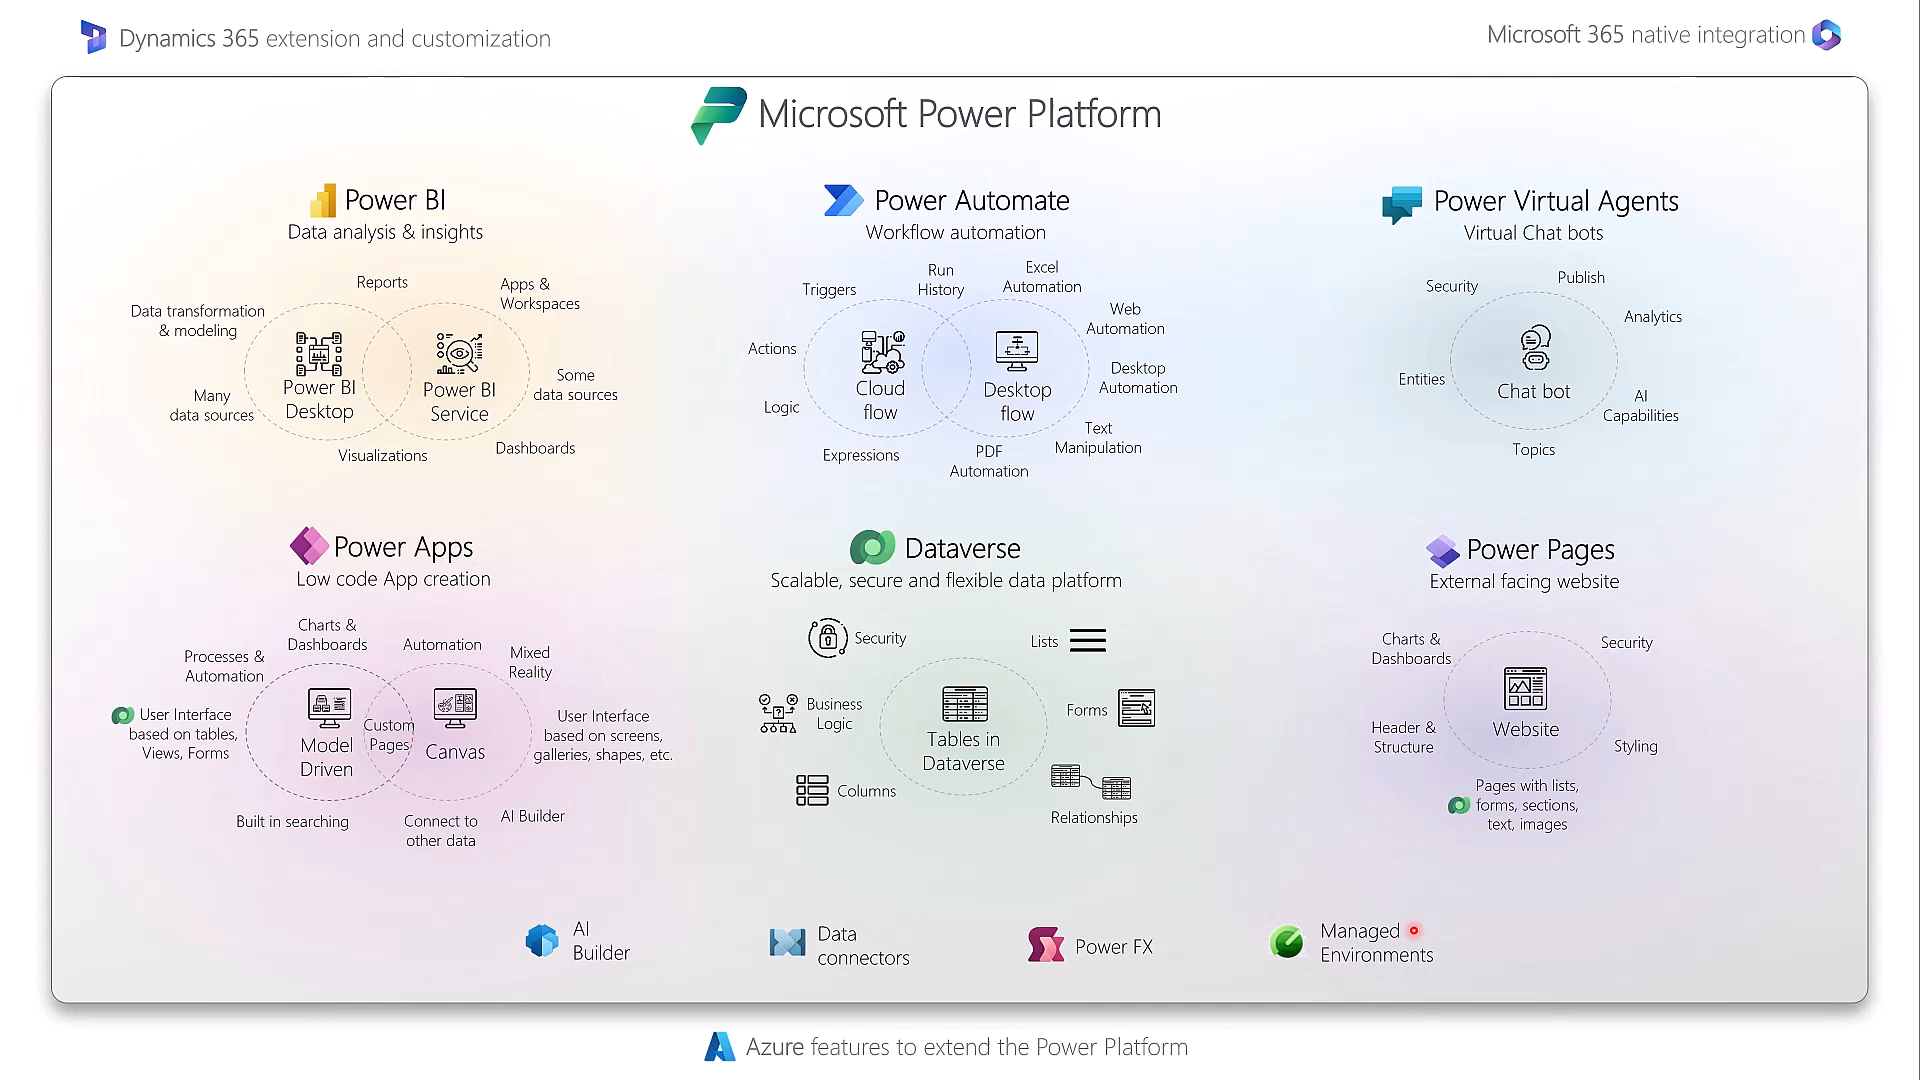 Dynamics 365 extension and customization
Microsoft 365 native integration
Microsoft Power Platform
Power BI
Data analysis & insights
Reports
Apps &
Workspaces
Data transformation
& modeling
Many
data sources
Power BI
Desktop
Power BI
Service
Some
data sources
Visualizations
Dashboards
Power Automate
Workflow automation
Triggers
Run
History
Excel
Automation
Web
Automation
Actions
Logic
Cloud
flow
Desktop
flow
Desktop
Automation
Text
Manipulation
Expressions
PDF
Automation
Power Virtual Agents
Virtual Chat bots
Security
Publish
Analytics
Entities
Chat bot
AI
Capabilities
Topics
Power Apps
Low code App creation
Charts &
Dashboards
Automation
Processes &
Automation
Mixed
Reality
User Interface
based on tables,
Views, Forms
Model
Driven
Custom
Pages
Canvas
User Interface
based on screens,
galleries, shapes, etc.
Built in searching
Connect to
other data
AI Builder
Dataverse
Scalable, secure and flexible data platform
Security
Lists
Business
Logic
Forms
Tables in
Dataverse
Columns
Relationships
Power Pages
External facing website
Charts &
Dashboards
Security
Website
Header &
Structure
Styling
Pages with lists,
forms, sections,
text, images
AI
Builder
Data
connectors
Power FX
Managed
Environments
Azure features to extend the Power Platform